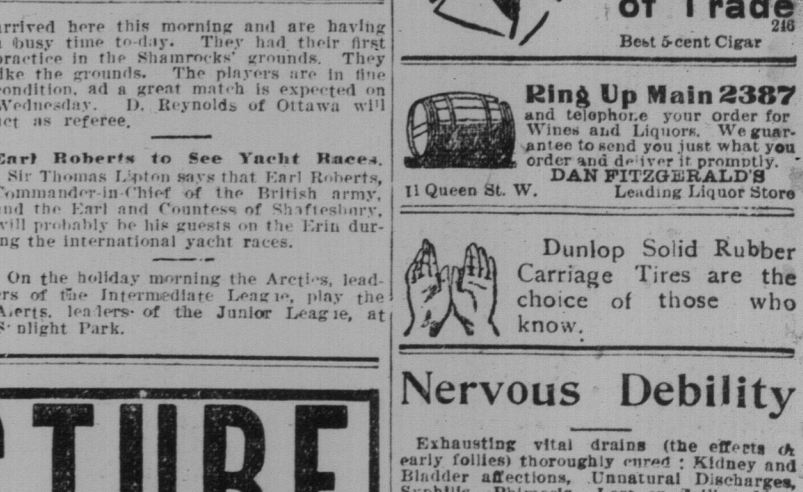 arrived here this morning and are having
a busy time to-day. They had their first
practice in the Shamrocks' grounds. They
like the grounds. The players are in fine
condition, ad a great match is expected on
Wednesday. D. Reynolds of Ottawa will
act as referee.
Earl Roberts to See Yacht Races.
Sir Thomas Lipton says that Earl Roberts,
Commander-in-Chief of the British army,
and the Earl and Countess of Shaftesbury,
will probably be his guests on the Erin dur-
ing the international yacht races.
On the holiday morning the Arctics, lead-
ers of the Intermediate League, play the
Alerts, leaders of the Junior League, at
Sunlight Park.
TURE
of Trade
246
Best 5-cent Cigar
Ring Up Main 2387
and telephone your order for
Wines and Liquors. We guar-
antee to send you just what you
order and deliver it promptly.
DAN FITZGERALD'S
11 Queen St. W. Leading Liquor Store
Dunlop Solid Rubber
Carriage Tires are the
choice of those who
know.
Nervous Debility
Exhausting vital drains (the effects of
early follies) thoroughly cured: Kidney and
Bladder affections, Unnatural Discharges,
Syphilis, Phimosis,